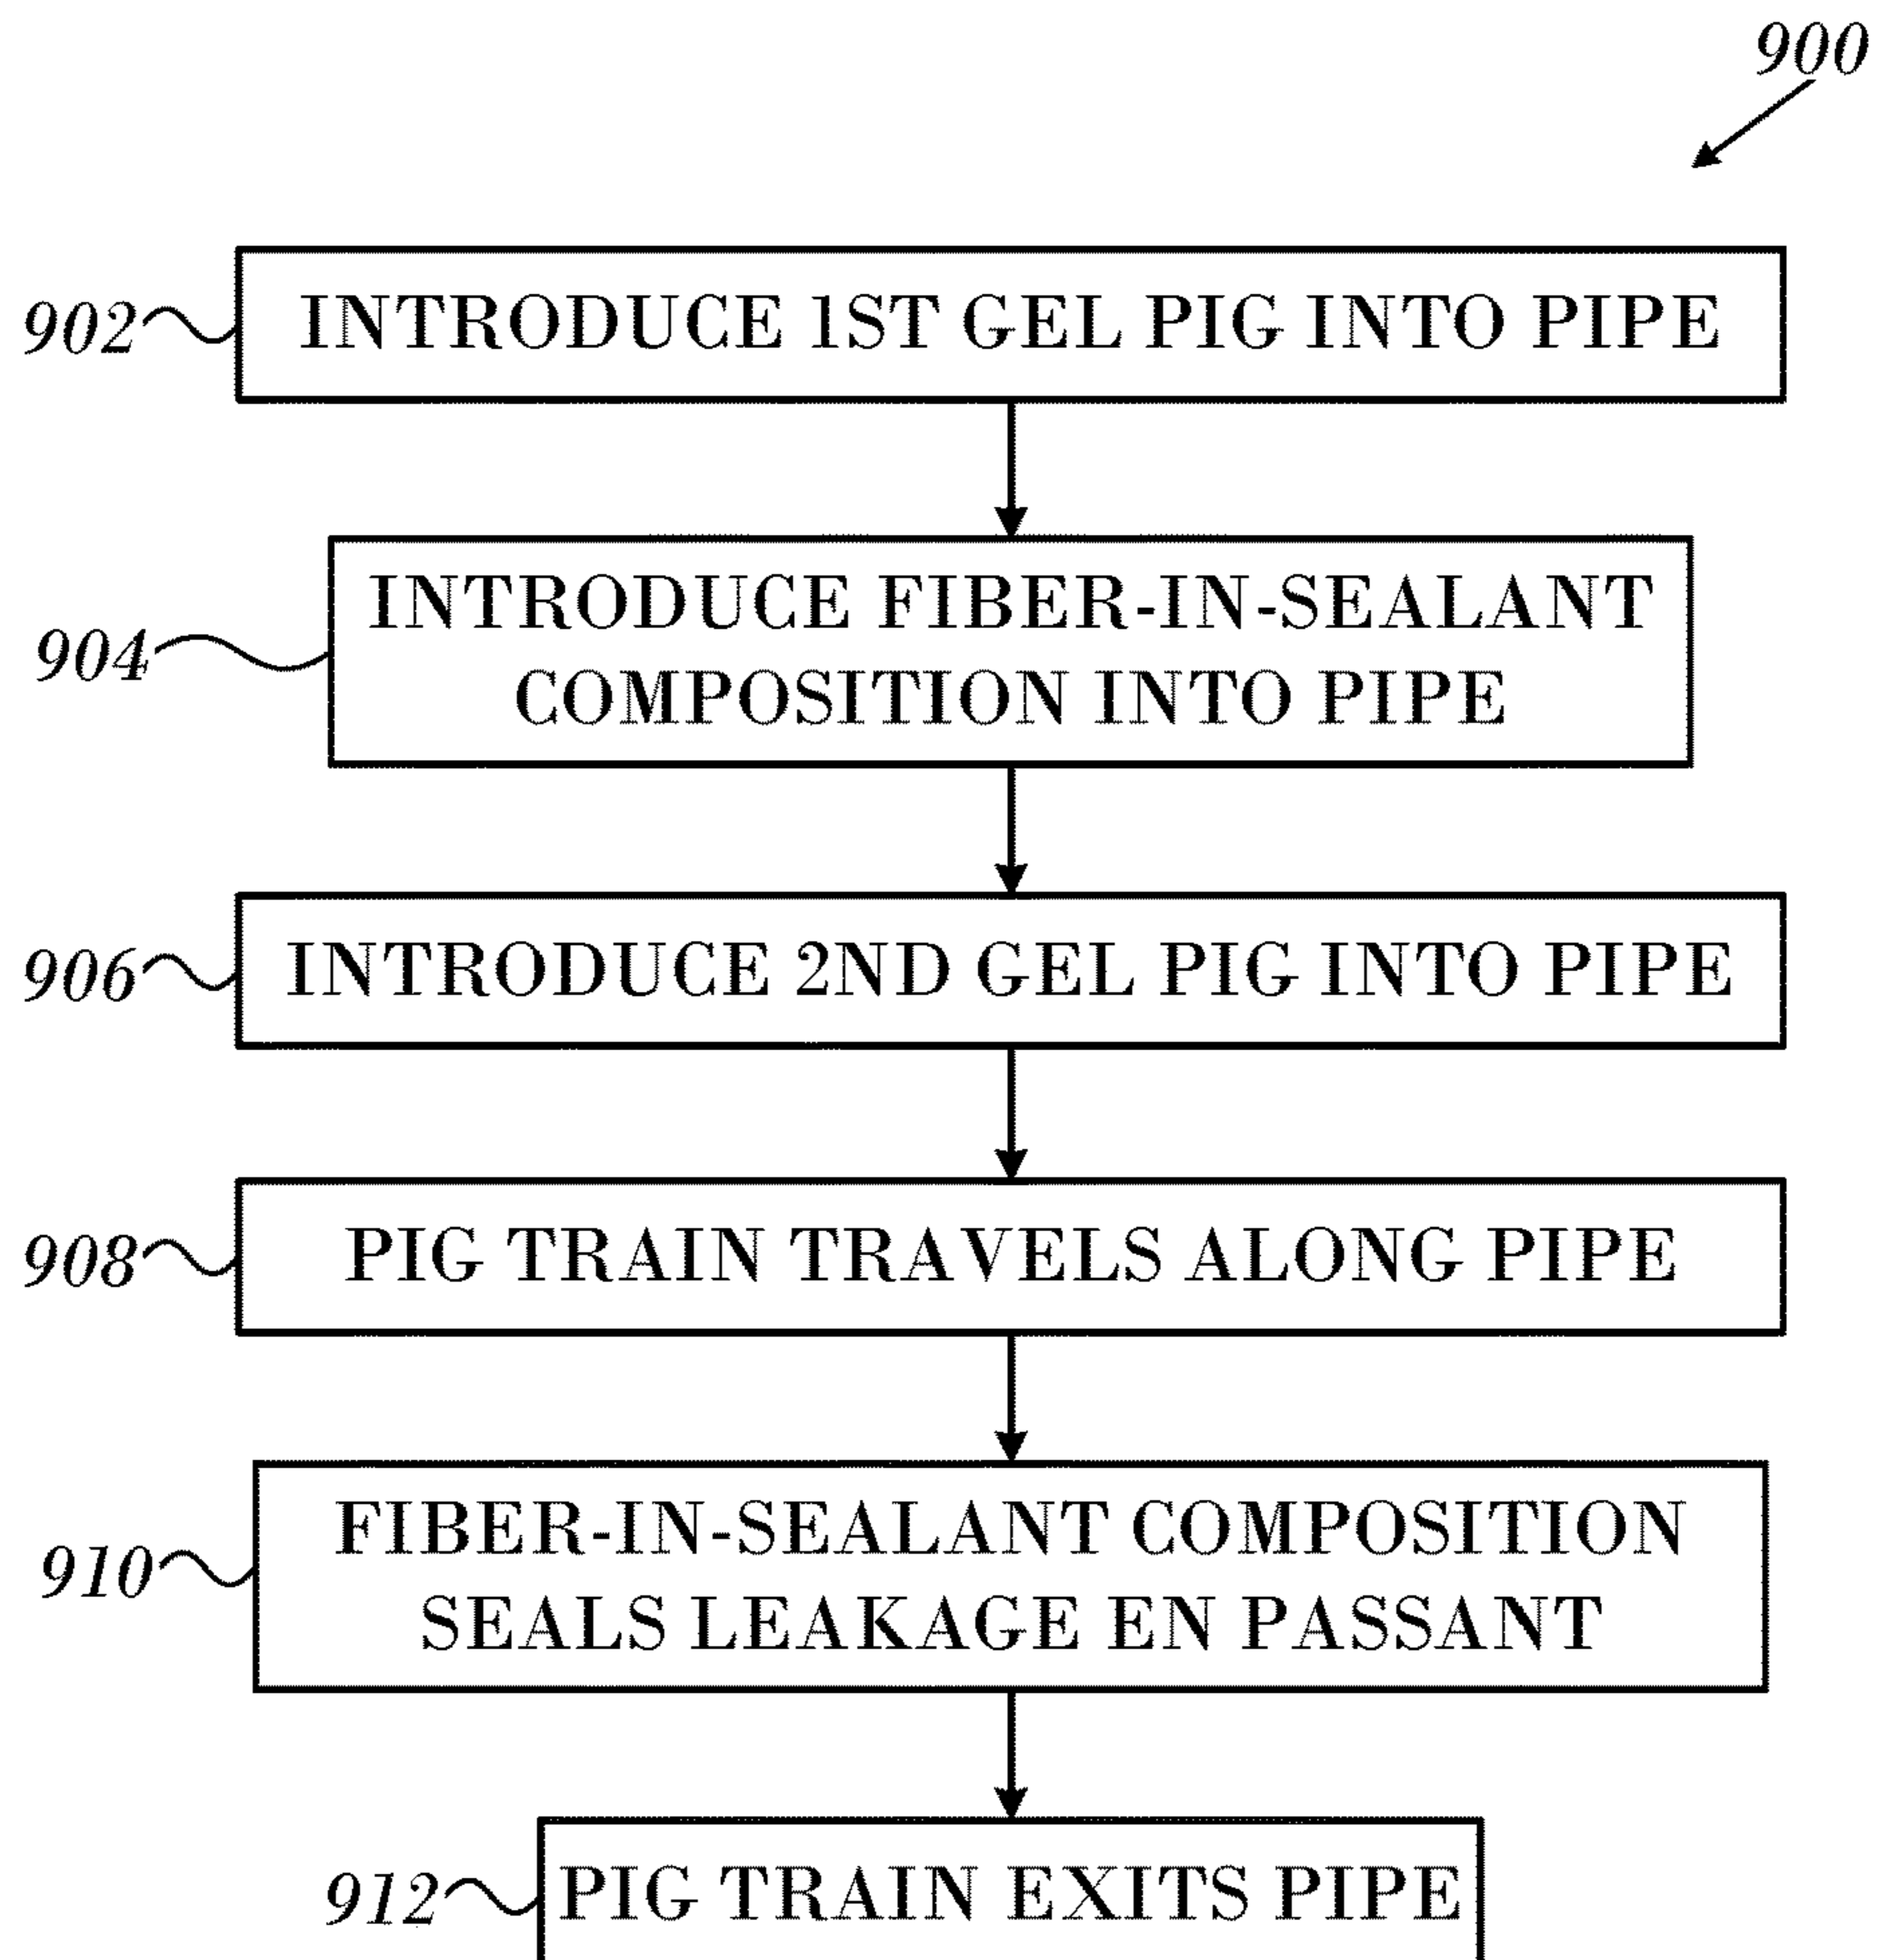 900
902
INTRODUCE 1ST GEL PIG INTO PIPE
904
INTRODUCE FIBER-IN-SEALANT
COMPOSITION INTO PIPE
906
INTRODUCE 2ND GEL PIG INTO PIPE
908
PIG TRAIN TRAVELS ALONG PIPE
910
FIBER-IN-SEALANT COMPOSITION
SEALS LEAKAGE EN PASSANT
912
PIG TRAIN EXITS PIPE